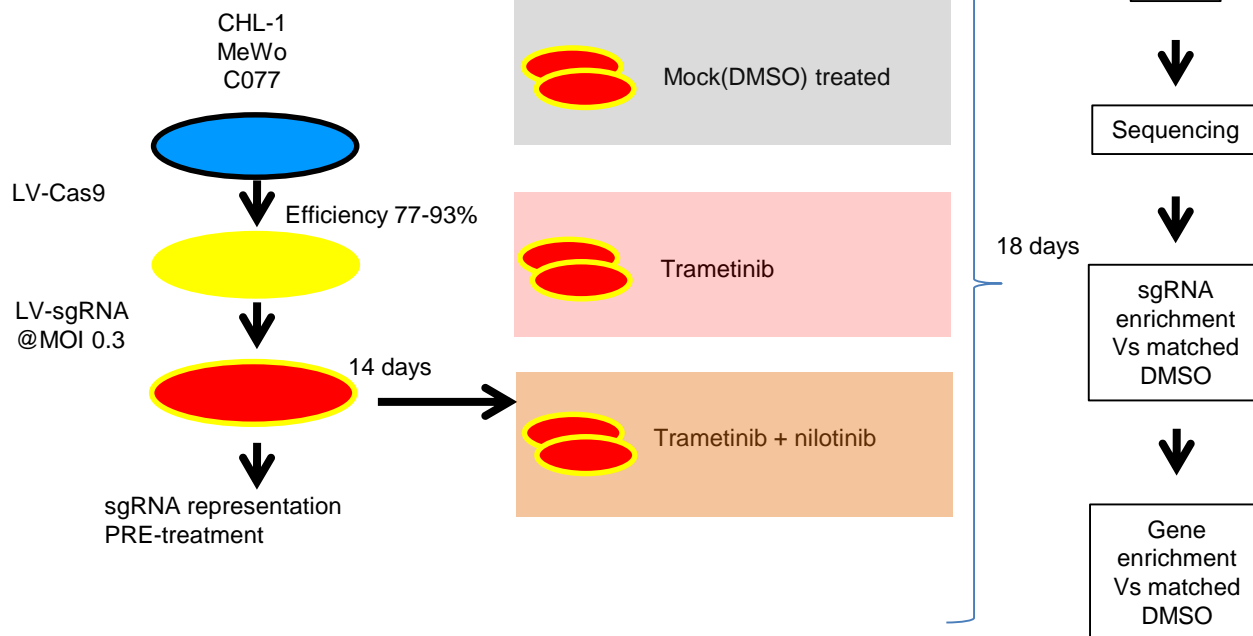 CHL-1
MeWo
C077
LV-Cas9
Efficiency 77-93%
LV-sgRNA
@MOI 0.3
14 days
sgRNA representation
PRE-treatment
Mock(DMSO) treated
Trametinib
Trametinib + nilotinib
18 days
Sequencing
sgRNA
enrichment
Vs matched
DMSO
Gene
enrichment
Vs matched
DMSO